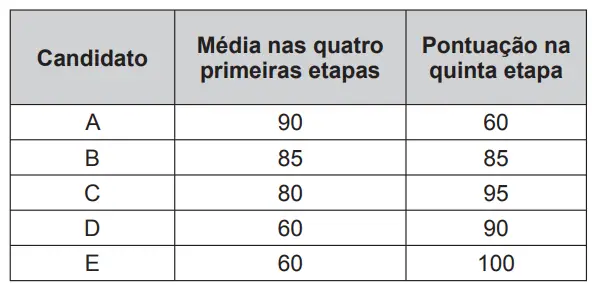 Candidato Média nas quatro primeiras etapas Pontuação na quinta etapa
A 90 60
B 85 85
C 80 95
D 60 90
E 60 100